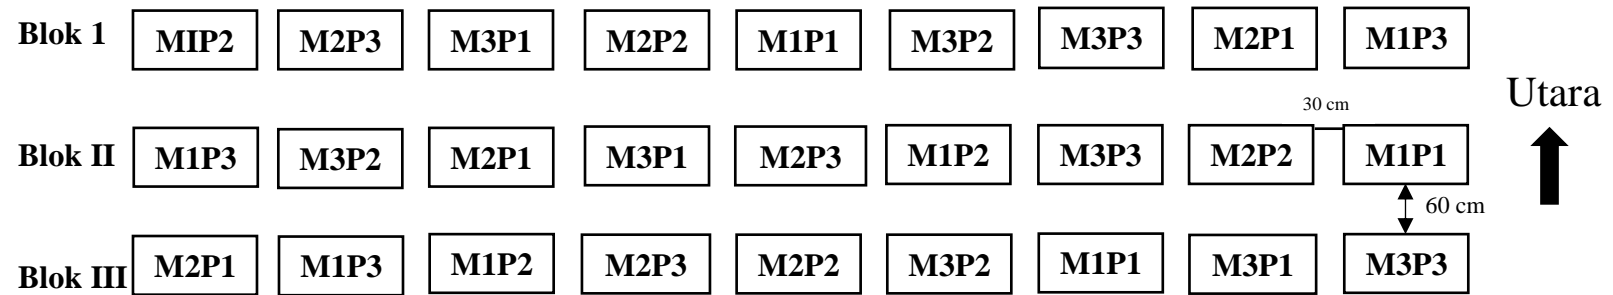 Blok 1 MIP2 M2P3 M3P1 M2P2 M1P1 M3P2 M3P3 M2P1 M1P3
Utara
30 cm
Blok II M1P3 M3P2 M2P1 M3P1 M2P3 M1P2 M3P3 M2P2 M1P1
60 cm
Blok III M2P1 M1P3 M1P2 M2P3 M2P2 M3P2 M1P1 M3P1 M3P3